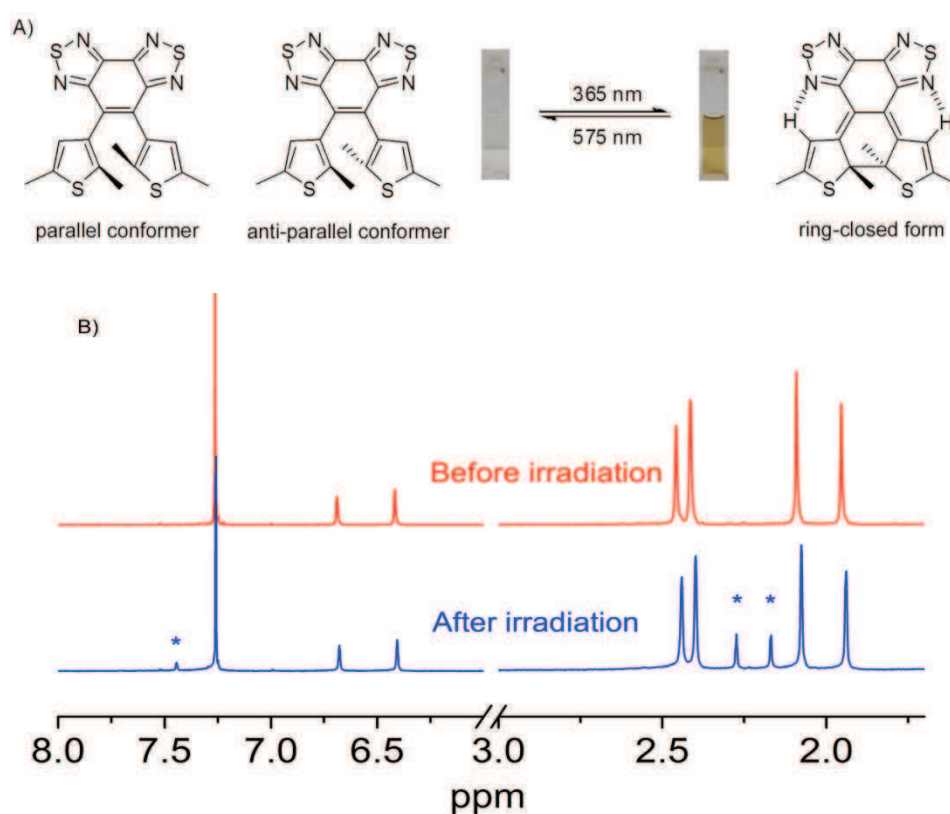 A)
S N N S
N N
S S
parallel conformer
S N N S
N N
S S
anti-parallel conformer
365 nm
575 nm
S N N S
N N
H H
S S
ring-closed form
B)
Before irradiation
After irradiation
* * *
8.0 7.5 7.0 6.5 3.0 2.5 2.0
ppm